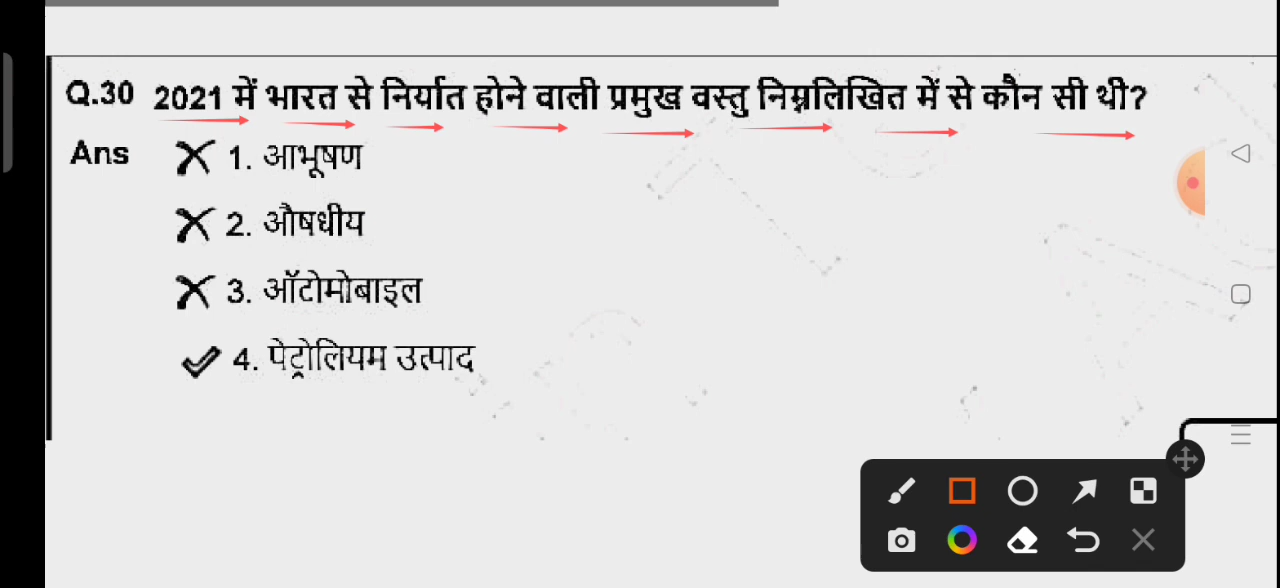 Q.30 2021 में भारत से निर्यात होने वाली प्रमुख वस्तु निम्नलिखित में से कौन सी थी?
Ans 1. आभूषण
2. औषधीय
3. ऑटोमोबाइल
4. पेट्रोलियम उत्पाद